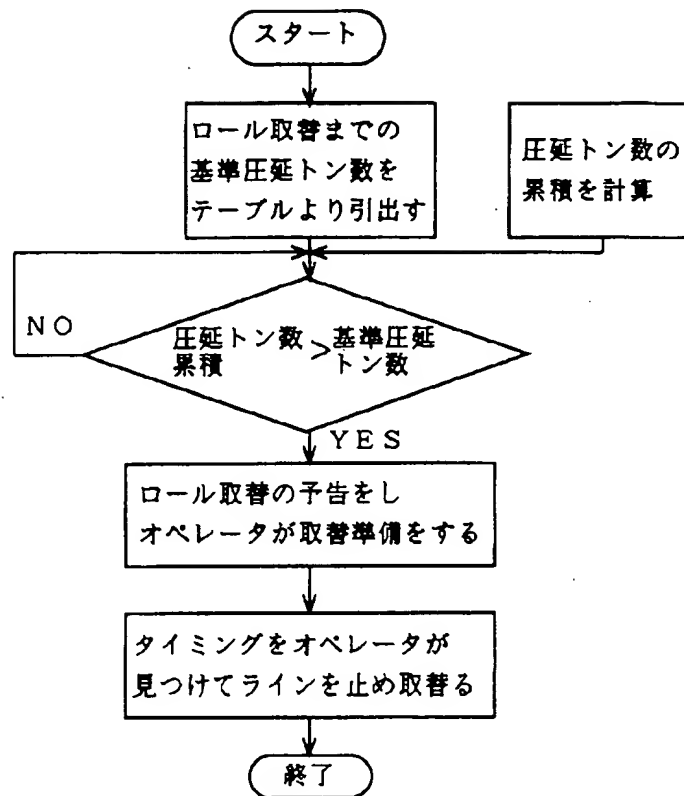 スタート
ロール取替までの
基準圧延トン数を
テーブルより引出す
圧延トン数の
累積を計算
NO
圧延トン数
累積
>
基準圧延
トン数
YES
ロール取替の予告をし
オペレータが取替準備をする
タイミングをオペレータが
見つけてラインを止め取替る
終了